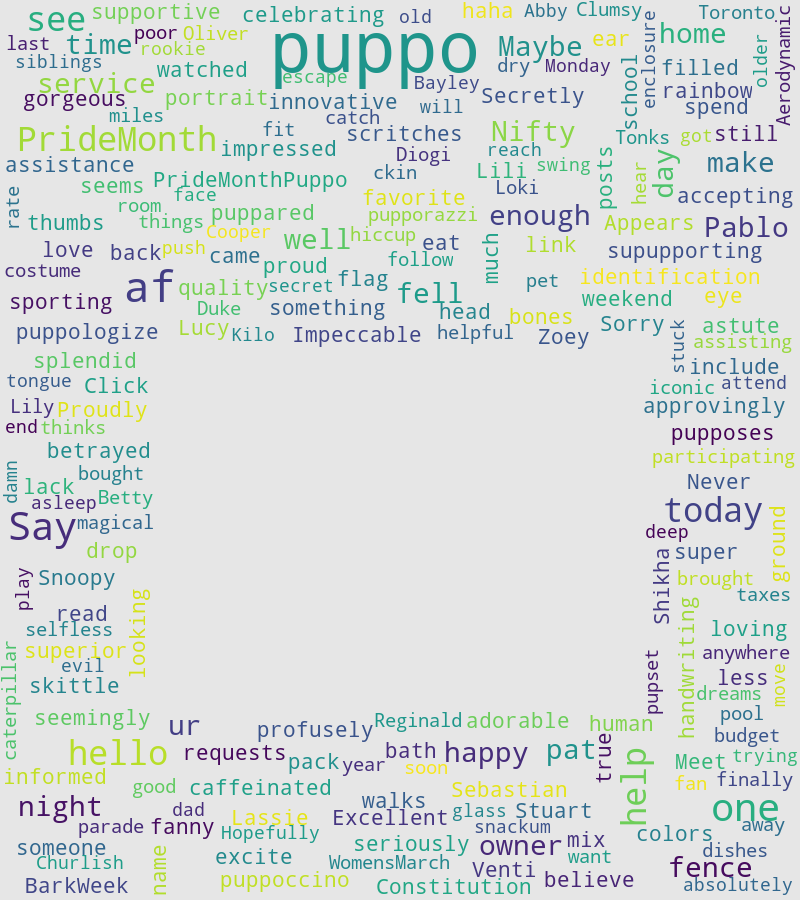 see
supportive
celebrating
old
haha
Abby
Clumsy
Toronto
Aerodynamic
last
time
poor
Oliver
puppo
Maybe
ear
enclosure
home
siblings
rookie
watched
escape
dry
Monday
school
filled
older
service
Bayley
rainbow
gorgeous
portrait
innovative
will
Secretly
spend
miles
catch
PrideMonth
impressed
fit
scritches
Nifty
Tonks
got
still
assistance
Diogi
reach
swing
posts
hear
day
make
seems
PrideMonthPuppo
ckin
Lili
Loki
rate
room
face
favorite
accepting
thumbs
things
puppared
pupporazzi
enough
Appears
Pablo
love
back
push
Cooper
came
well
hiccup
eat
much
link
supupporting
costume
proud
follow
af
quality
secret
flag
fell
pet
identification
sporting
Duke
something
head
bones
weekend
eye
puppologize
Lucy
Kilo
Impeccable
helpful
Zoey
Sorry
astute
splendid
stuck
assisting
tongue
Click
include
iconic
attend
Lily
Proudly
approvingly
end
thinks
pupposes
betrayed
participating
damn
bought
lack
Never
asleep
Betty
Say
magical
today
drop
deep
ground
Snoopy
Shikha
super
play
brought
read
looking
taxes
selfless
handwriting
loving
caterpillar
superior
anywhere
evil
pupset
less
move
skittle
dreams
seemingly
ur
profusely
Reginald
adorable
human
pool
budget
hello
requests
pack
year
bath
happy
pat
true
help
Meet
trying
informed
soon
fan
finally
good
caffeinated
Sebastian
night
dad
Lassie
walks
Excellent
glass
Stuart
one
parade
fanny
Hopefully
snackum
colors
away
someone
seriously
owner
mix
dishes
Churlish
excite
WomensMarch
want
fence
BarkWeek
name
puppoccino
Constitution
Venti
believe
absolutely